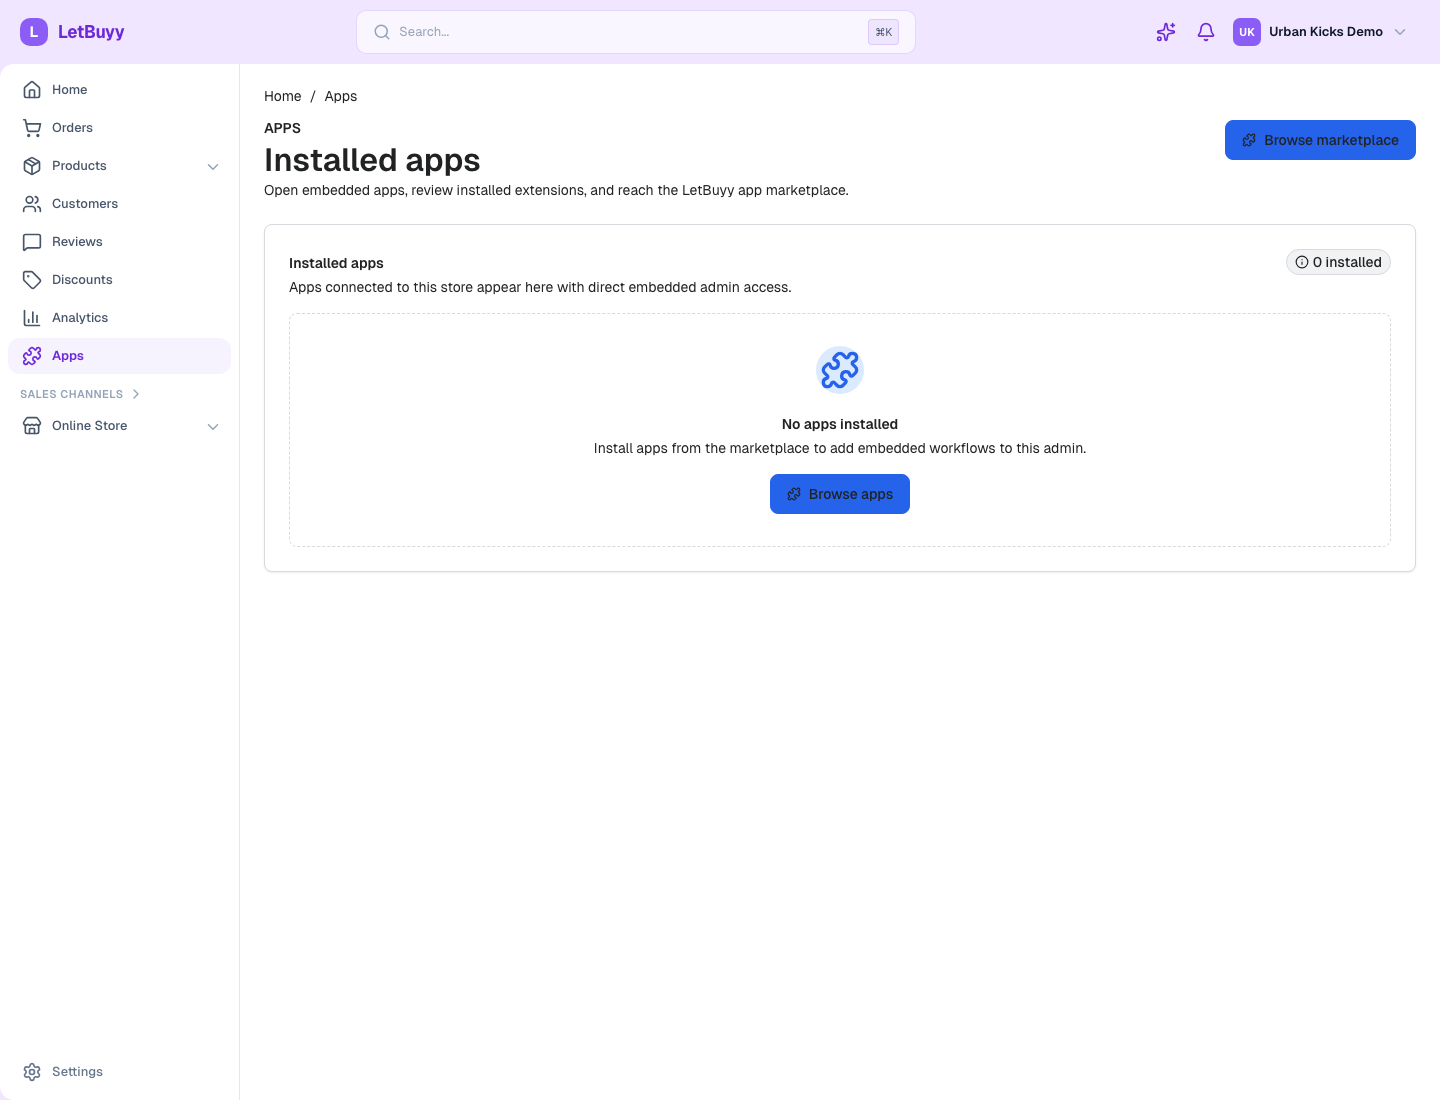 L LetBuyy
Search...
⌘K
UK Urban Kicks Demo
Home
Orders
Products
Customers
Reviews
Discounts
Analytics
Apps
SALES CHANNELS
Online Store
Settings
Home / Apps
APPS
Installed apps
Open embedded apps, review installed extensions, and reach the LetBuyy app marketplace.
Browse marketplace
Installed apps
Apps connected to this store appear here with direct embedded admin access.
0 installed
No apps installed
Install apps from the marketplace to add embedded workflows to this admin.
Browse apps